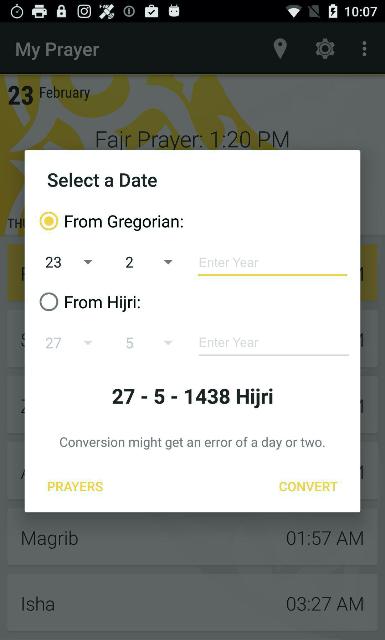 10:07
My Prayer
23 February
Fajr Prayer: 1:20 PM
THU
Select a Date
From Gregorian:
23 2 Enter Year
From Hijri:
27 5 Enter Year
27 - 5 - 1438 Hijri
Conversion might get an error of a day or two.
PRAYERS CONVERT
Magrib 01:57 AM
Isha 03:27 AM